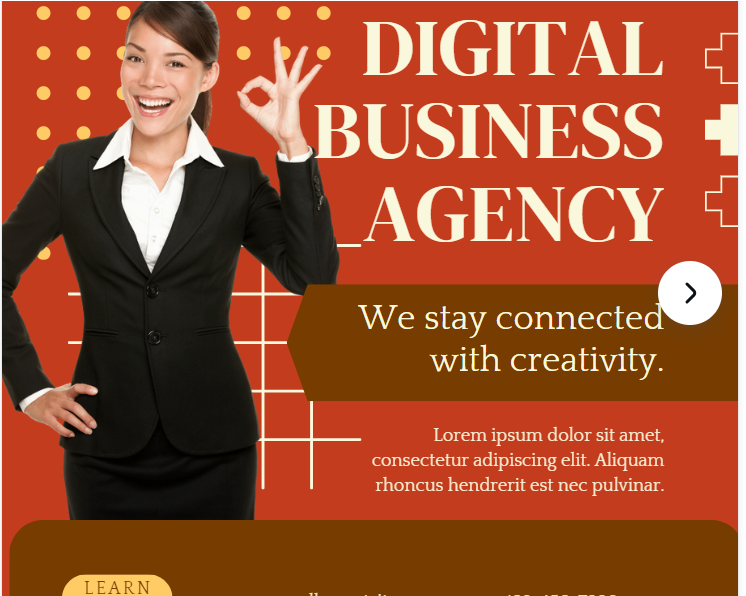 DIGITAL
BUSINESS
AGENCY
We stay connected
with creativity.
Lorem ipsum dolor sit amet,
consectetur adipiscing elit. Aliquam
rhoncus hendrerit est nec pulvinar.
LEARN